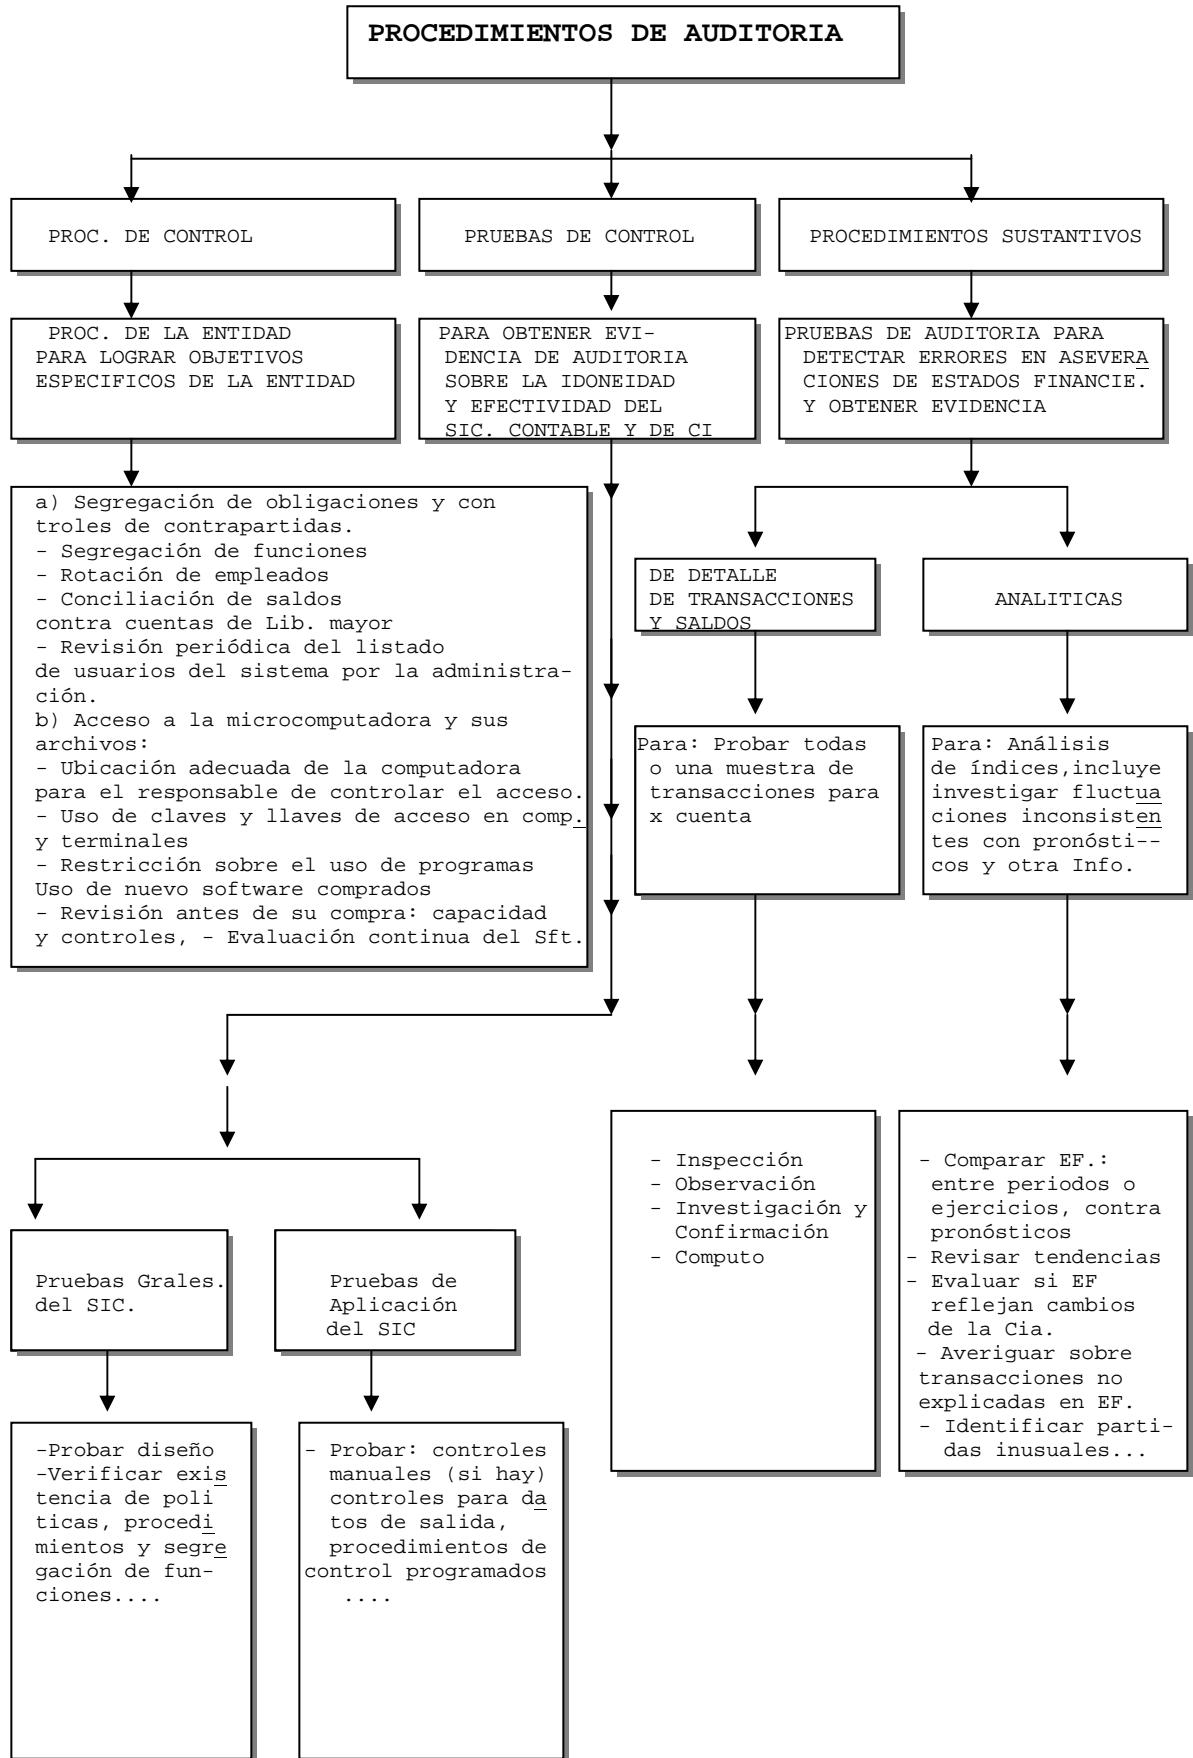 PROCEDIMIENTOS DE AUDITORIA
PROC. DE CONTROL
PRUEBAS DE CONTROL
PROCEDIMIENTOS SUSTANTIVOS
PROC. DE LA ENTIDAD
PARA LOGRAR OBJETIVOS
ESPECIFICOS DE LA ENTIDAD
PARA OBTENER EVI-
DENCIA DE AUDITORIA
SOBRE LA IDONEIDAD
Y EFECTIVIDAD DEL
SIC. CONTABLE Y DE CI
PRUEBAS DE AUDITORIA PARA
DETECTAR ERRORES EN ASEVERA
CIONES DE ESTADOS FINANCIE.
Y OBTENER EVIDENCIA
a) Segregación de obligaciones y con
troles de contrapartidas.
- Segregación de funciones
- Rotación de empleados
- Conciliación de saldos
contra cuentas de Lib. mayor
- Revisión periódica del listado
de usuarios del sistema por la administra-
ción.
b) Acceso a la microcomputadora y sus
archivos:
- Ubicación adecuada de la computadora
para el responsable de controlar el acceso.
- Uso de claves y llaves de acceso en comp.
y terminales
- Restricción sobre el uso de programas
Uso de nuevo software comprados
- Revisión antes de su compra: capacidad
y controles, - Evaluación continua del Sft.
DE DETALLE
DE TRANSACCIONES
Y SALDOS
ANALITICAS
Para: Probar todas
o una muestra de
transacciones para
x cuenta
Para: Análisis
de índices,incluye
investigar fluctua
ciones inconsisten
tes con pronósti--
cos y otra Info.
- Inspección
- Observación
- Investigación y
Confirmación
- Computo
- Comparar EF.:
entre periodos o
ejercicios, contra
pronósticos
- Revisar tendencias
- Evaluar si EF
reflejan cambios
de la Cia.
- Averiguar sobre
transacciones no
explicadas en EF.
- Identificar parti-
das inusuales...
Pruebas Grales.
del SIC.
Pruebas de
Aplicación
del SIC
-Probar diseño
-Verificar exis
tencia de poli
ticas, procedi
mientos y segre
gación de fun-
ciones....
- Probar: controles
manuales (si hay)
controles para da
tos de salida,
procedimientos de
control programados
....